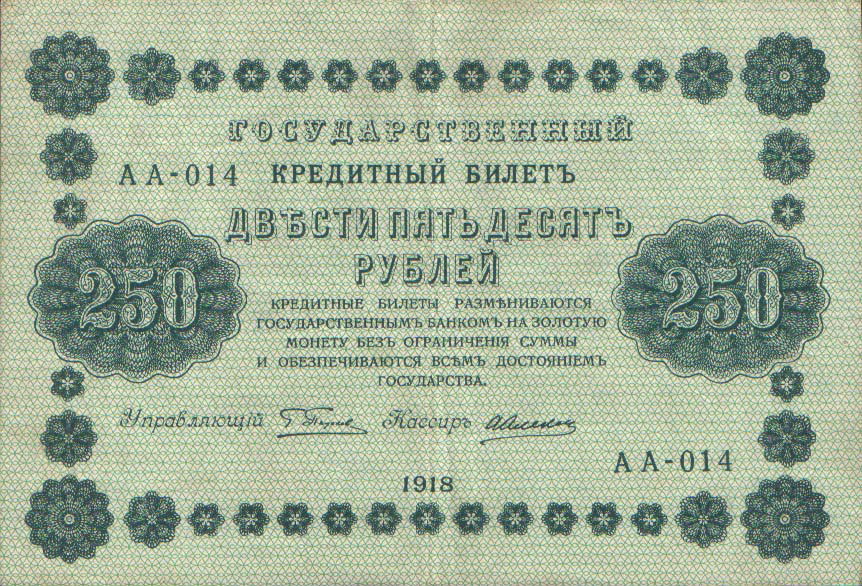 ГОСУДАРСТВЕННЫЙ
АА-014 КРЕДИТНЫЙ БИЛЕТЪ
ДВѢСТИ ПЯТЬДЕСЯТЪ
РУБЛЕЙ
250 250
КРЕДИТНЫЕ БИЛЕТЫ РАЗМѢНИВАЮТСЯ
ГОСУДАРСТВЕННЫМЪ БАНКОМЪ НА ЗОЛОТУЮ
МОНЕТУ БЕЗЪ ОГРАНИЧЕНІЯ СУММЫ
И ОБЕЗПЕЧИВАЮТСЯ ВСѢМЪ ДОСТОЯНІЕМЪ
ГОСУДАРСТВА.
Управляющій Кассиръ
АА-014
1918